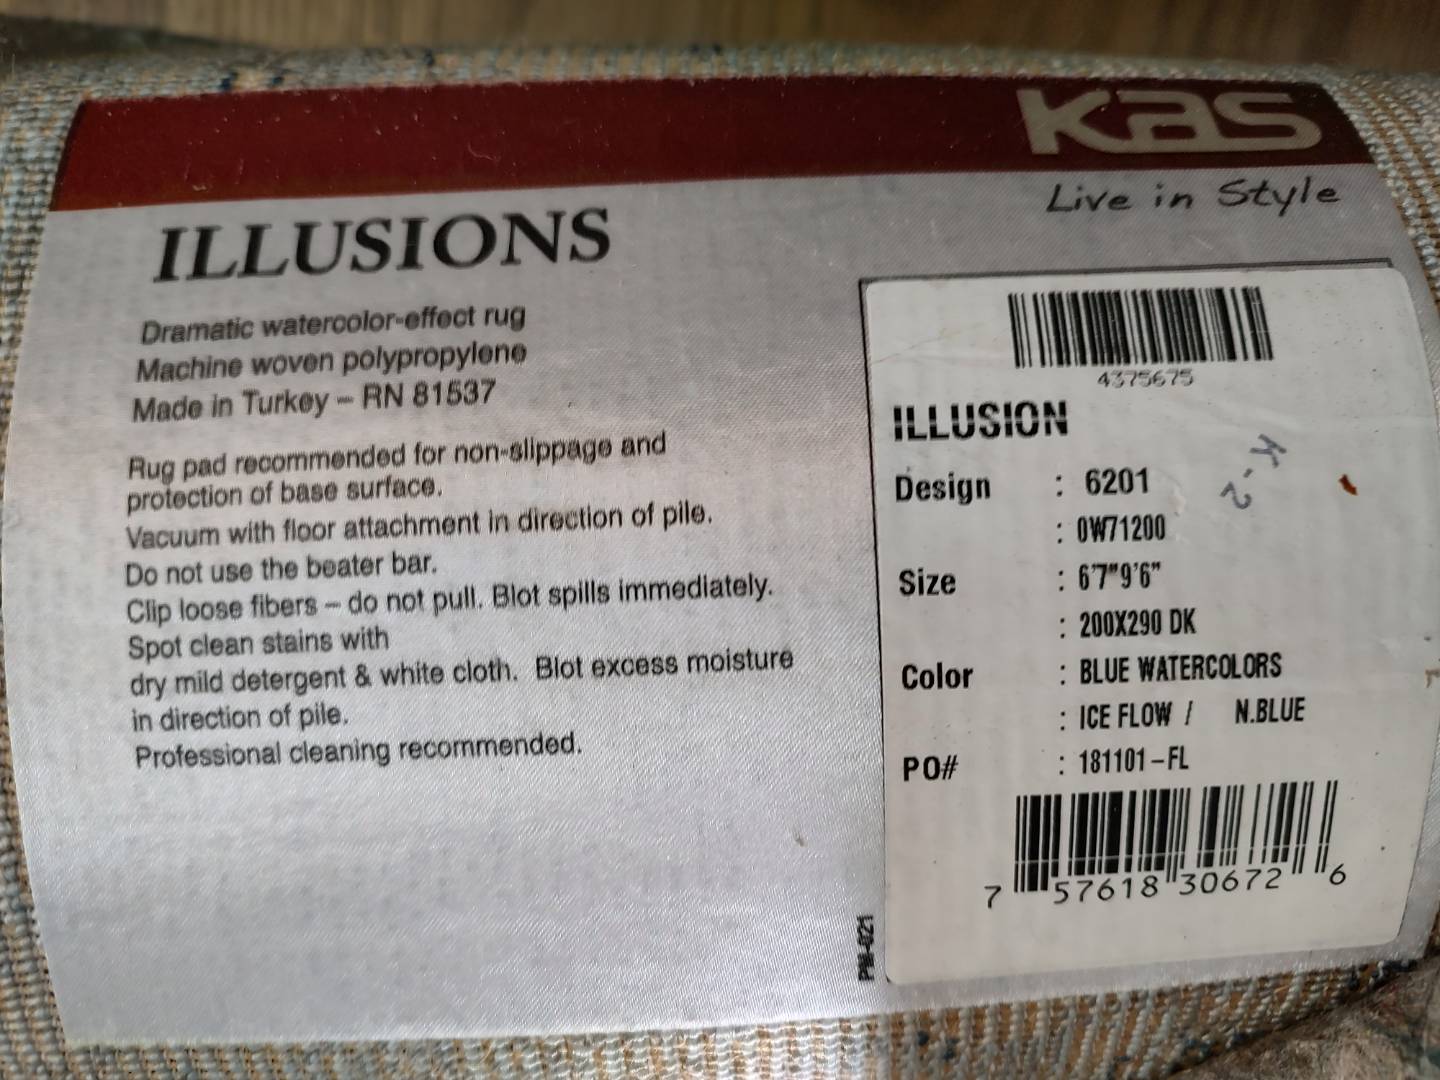 Kas
Live in Style
ILLUSIONS
Dramatic watercolor-effect rug
Machine woven polypropylene
Made in Turkey – RN 81537
Rug pad recommended for non-slippage and
protection of base surface.
Vacuum with floor attachment in direction of pile.
Do not use the beater bar.
Clip loose fibers – do not pull. Blot spills immediately.
Spot clean stains with
dry mild detergent & white cloth. Blot excess moisture
in direction of pile.
Professional cleaning recommended.
PM-021
4375675
ILLUSION
K-2
Design : 6201
: 0W71200
Size : 6'7"9'6"
: 200X290 DK
Color : BLUE WATERCOLORS
: ICE FLOW / N.BLUE
PO# : 181101-FL
7 57618 30672 6